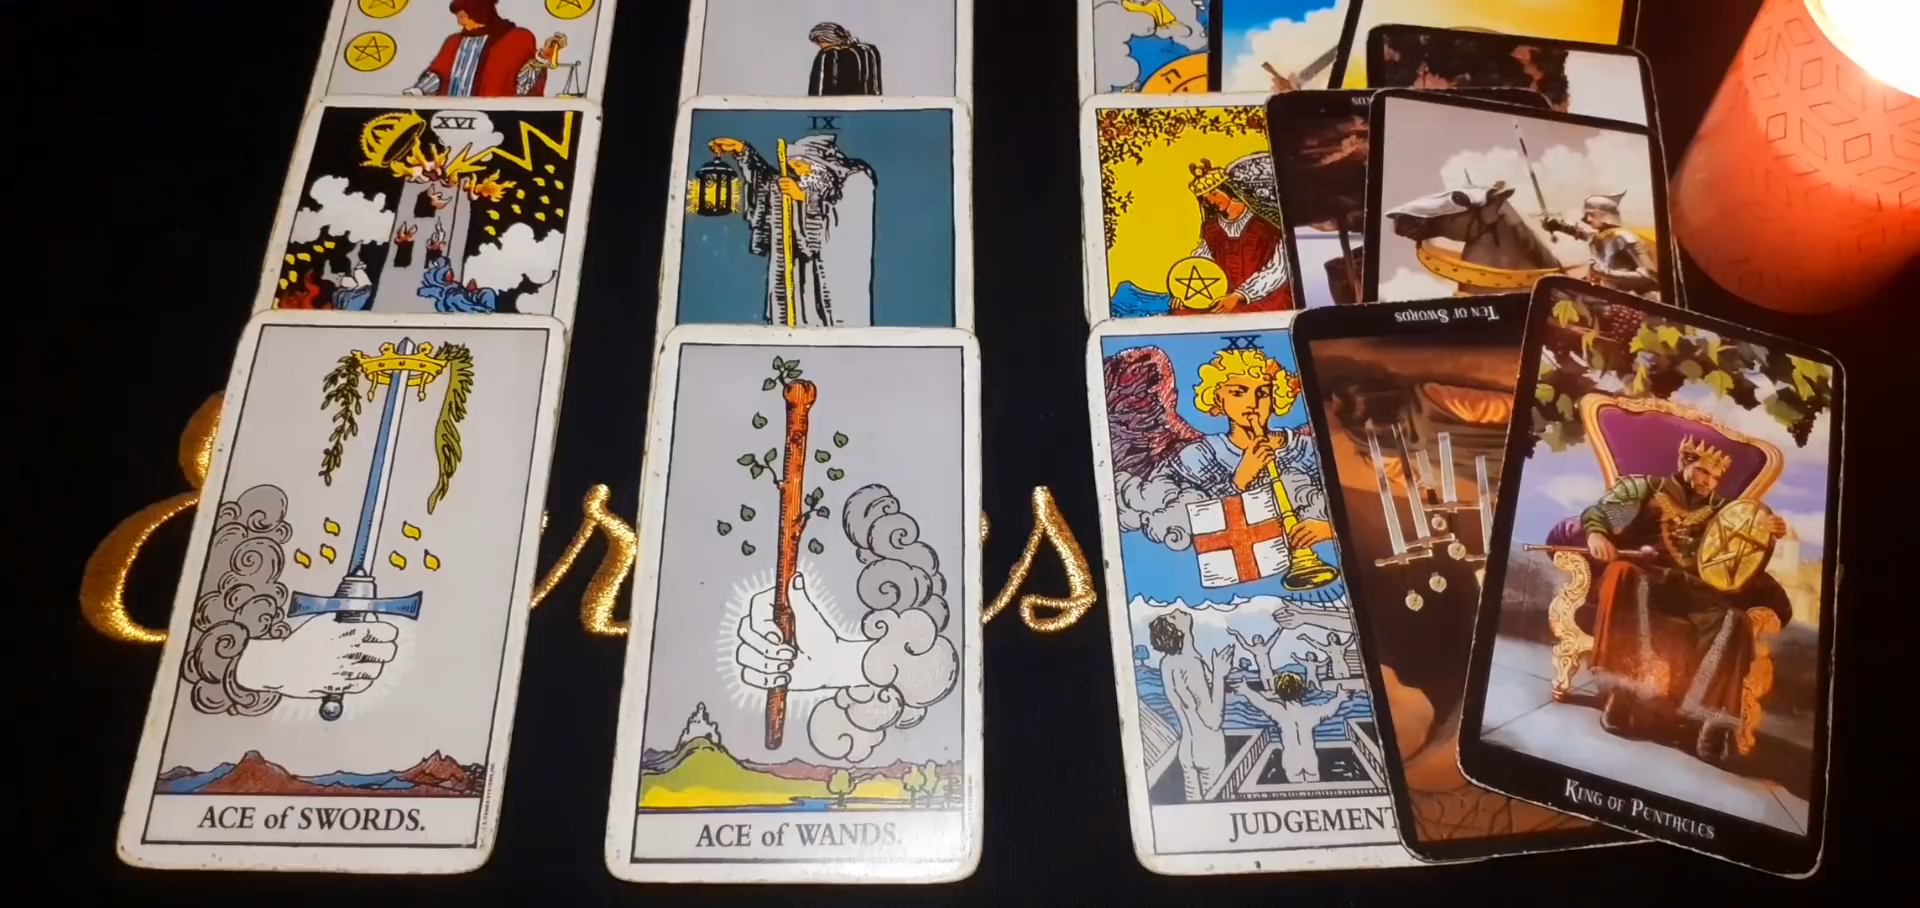 XVI
IX
XX
TEN OF SWORDS
ACE of SWORDS.
ACE of WANDS.
JUDGEMENT
KING OF PENTACLES